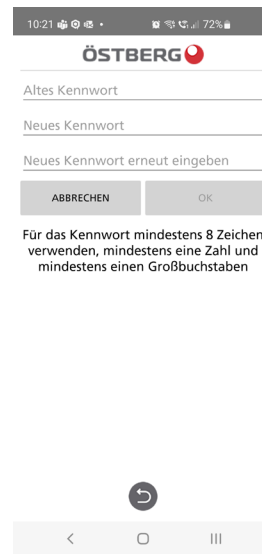 10:21 72%
ÖSTBERG
Altes Kennwort
Neues Kennwort
Neues Kennwort erneut eingeben
ABBRECHEN OK
Für das Kennwort mindestens 8 Zeichen
verwenden, mindestens eine Zahl und
mindestens einen Großbuchstaben